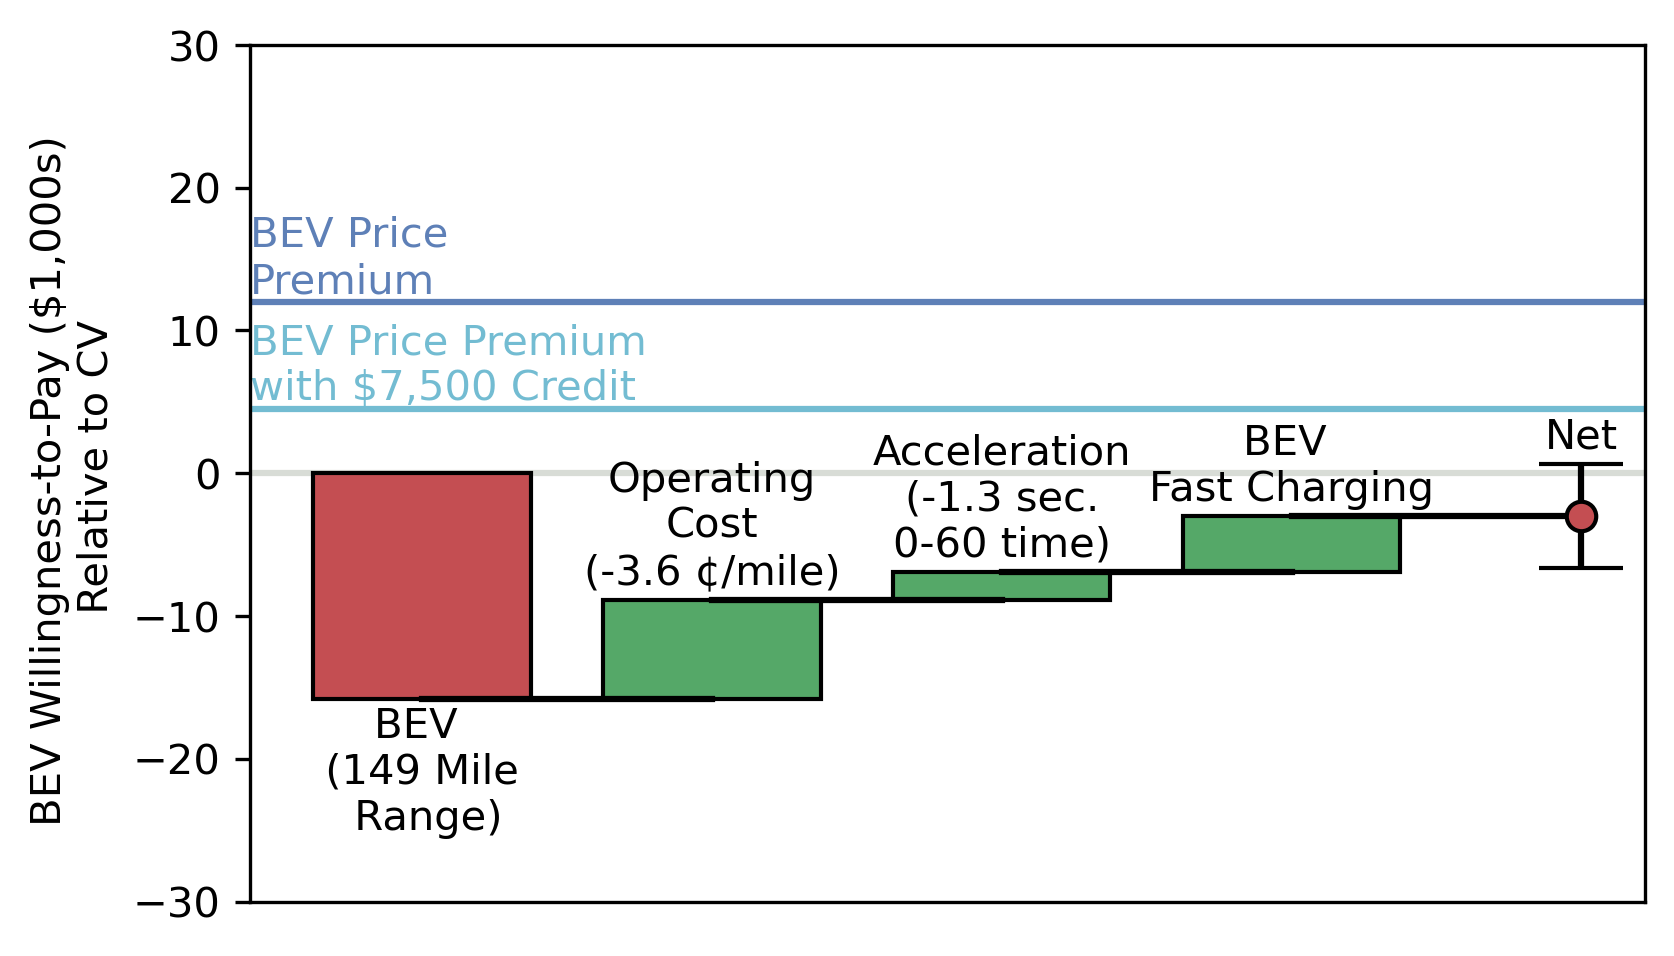 BEV Willingness-to-Pay ($1,000s)
Relative to CV
30
20
10
0
−10
−20
−30
BEV Price
Premium
BEV Price Premium
with $7,500 Credit
BEV
(149 Mile
Range)
Operating
Cost
(-3.6 ¢/mile)
Acceleration
(-1.3 sec.
0-60 time)
BEV
Fast Charging
Net